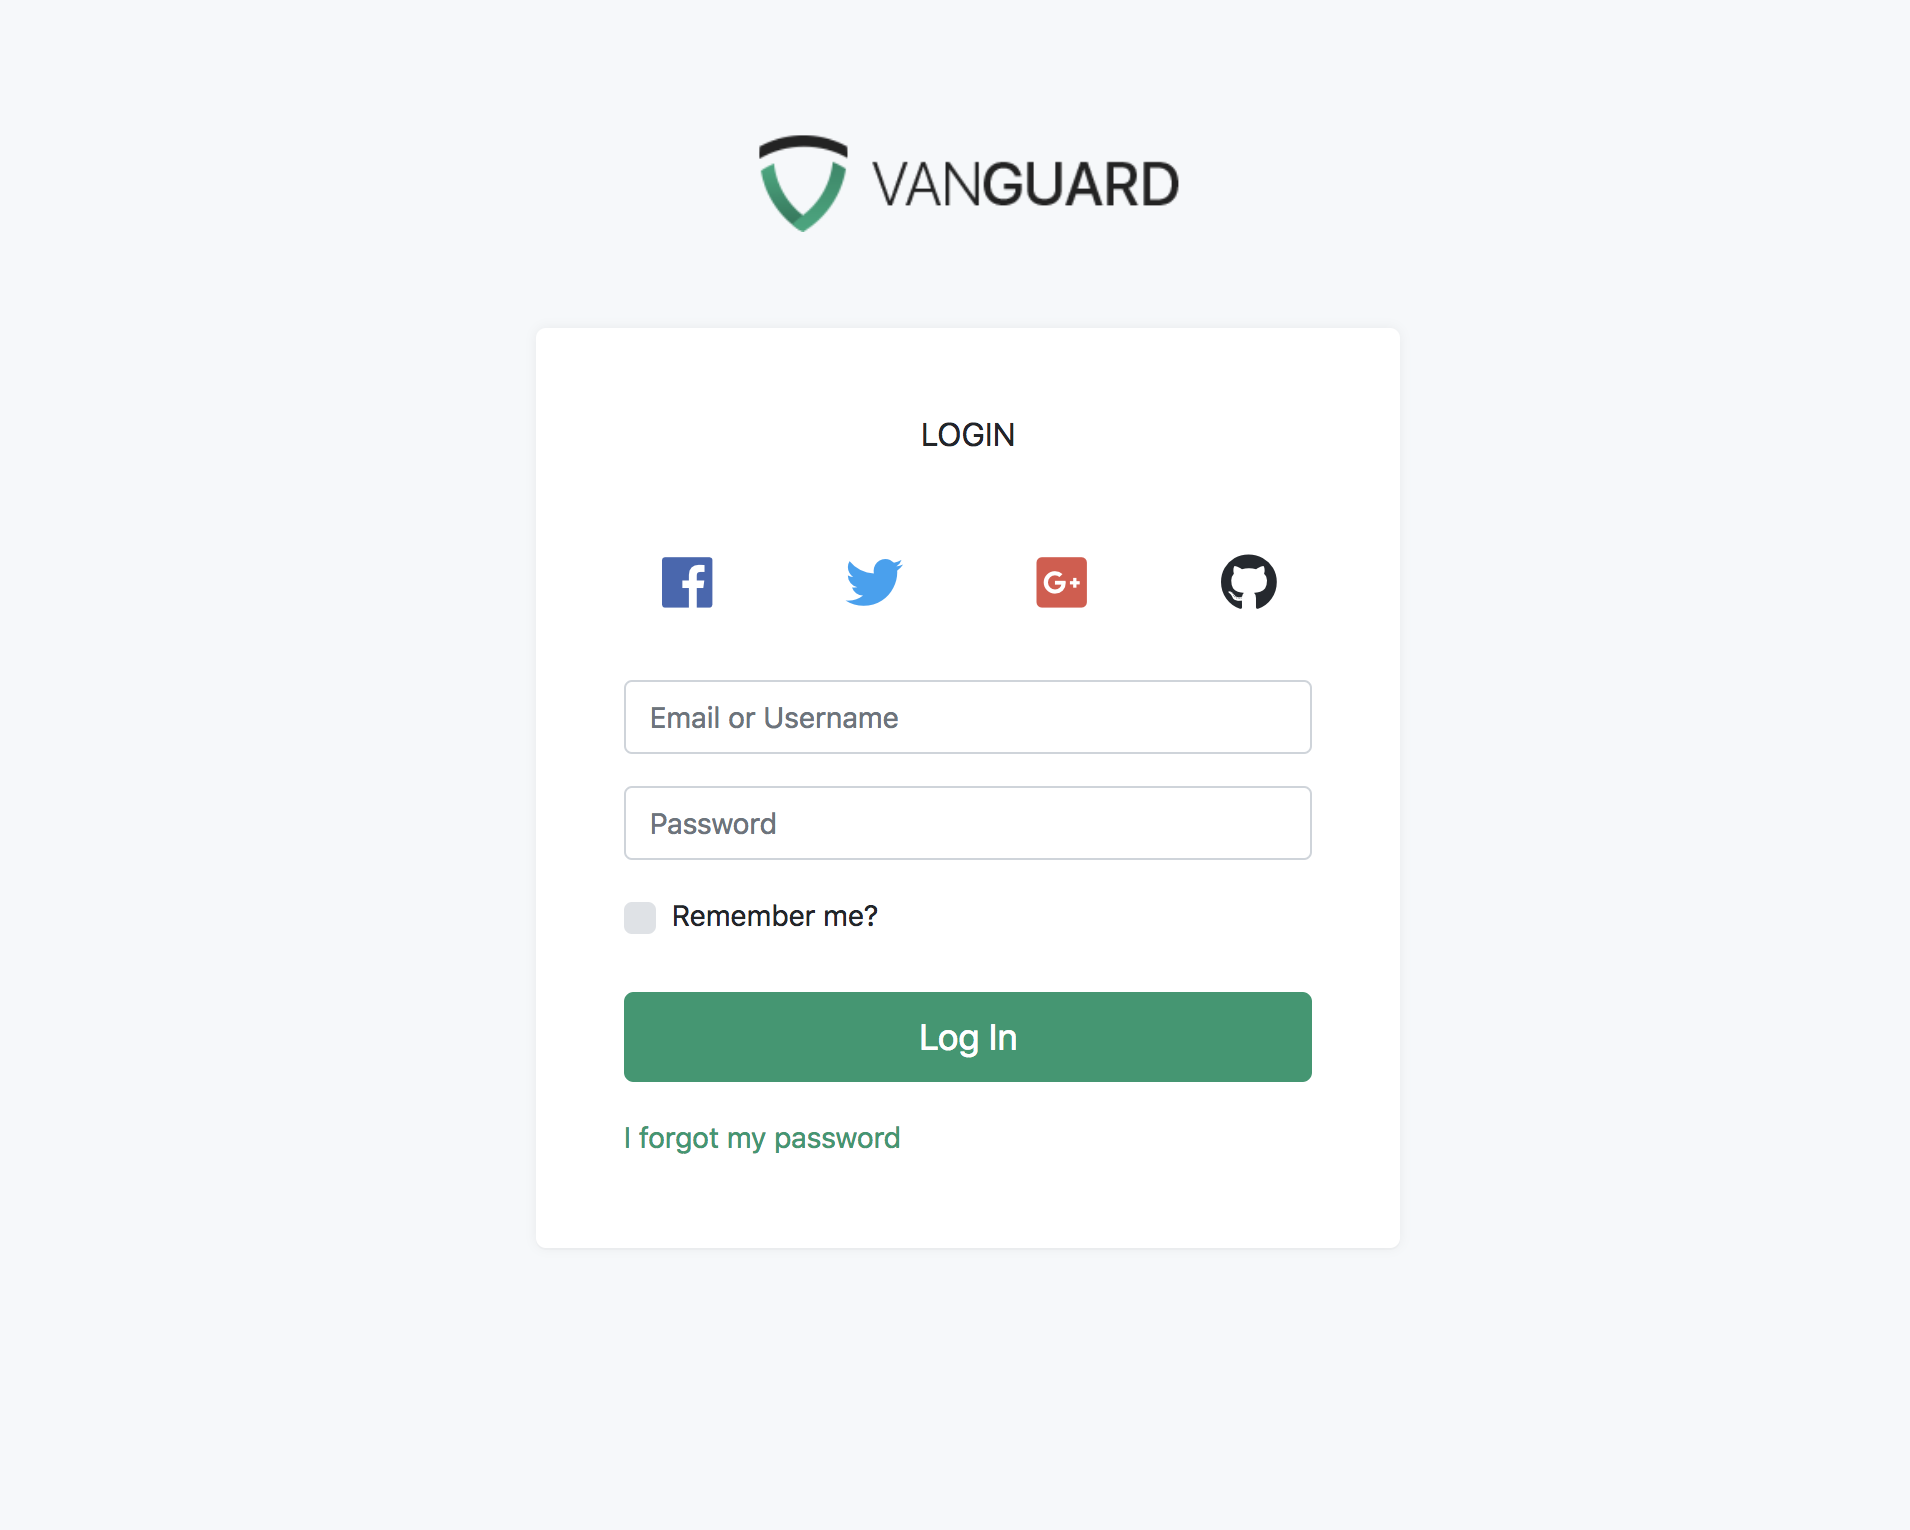 VANGUARD
LOGIN
G+
Email or Username
Password
Remember me?
Log In
I forgot my password